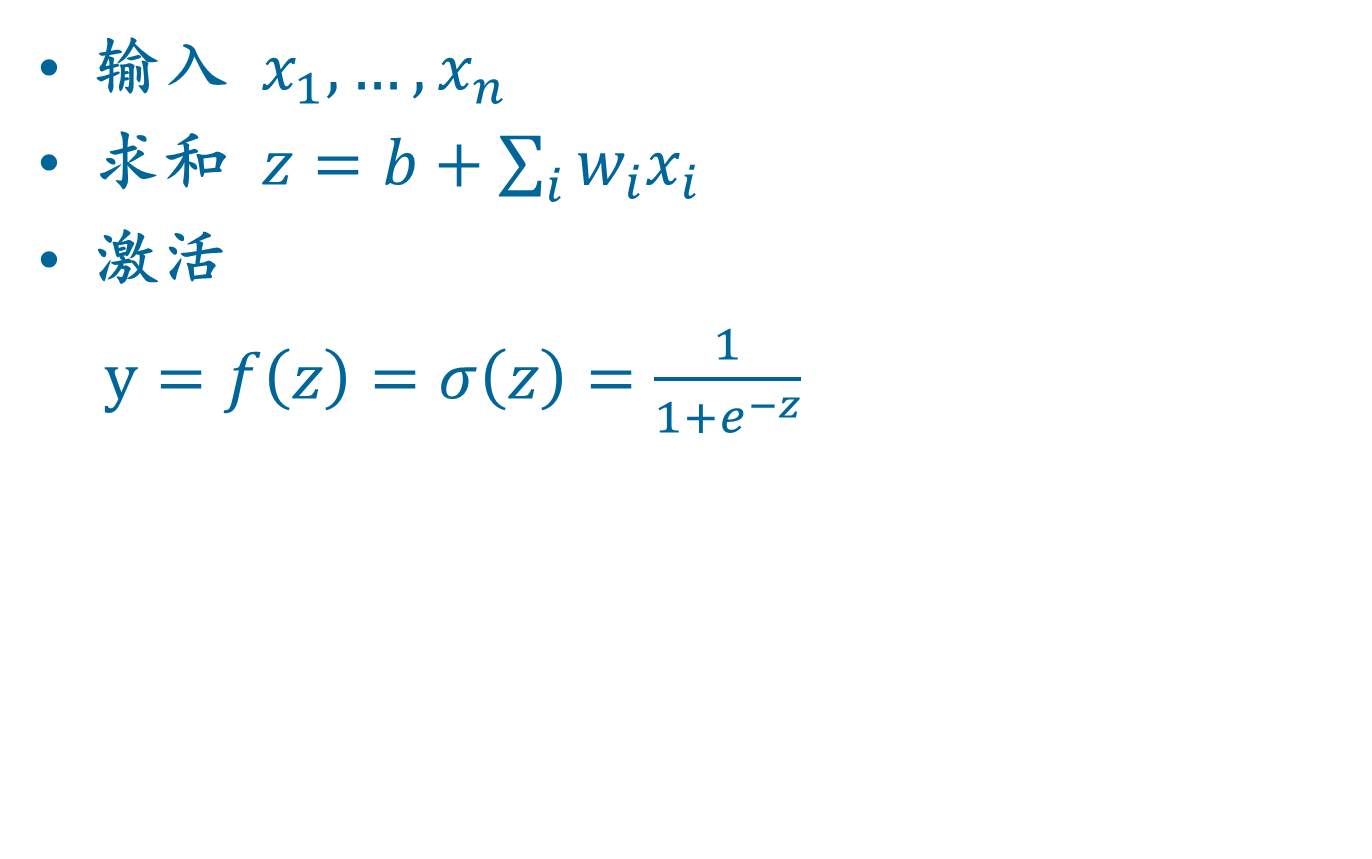 • 输入 x₁, … , xₙ
• 求和 z = b + ∑ᵢ wᵢxᵢ
• 激活
y = f(z) = σ(z) = 1/(1+e^{−z})